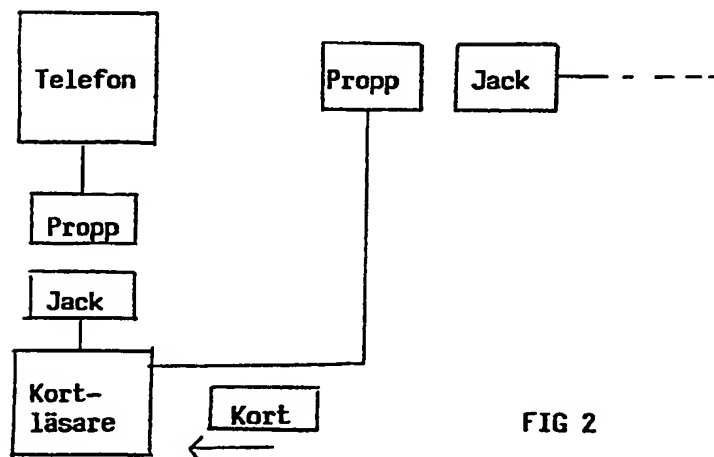 Telefon
Propp
Jack
Propp
Jack
Kort-
läsare
Kort
FIG 2